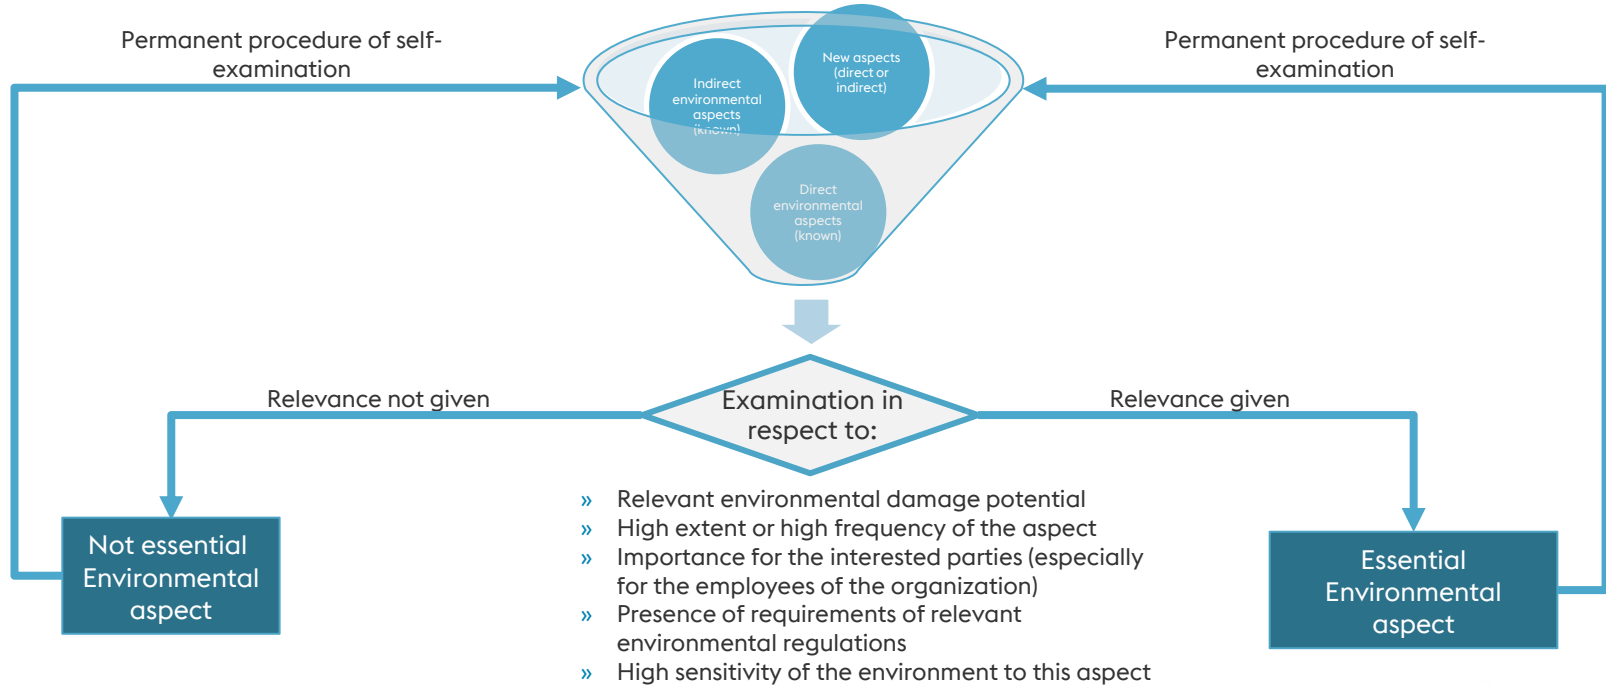 Permanent procedure of self-
examination
Indirect
environmental
aspects
(known)
New aspects
(direct or
indirect)
Direct
environmental
aspects
(known)
Permanent procedure of self-
examination
Relevance not given
Examination in
respect to:
Relevance given
Not essential
Environmental
aspect
» Relevant environmental damage potential
» High extent or high frequency of the aspect
» Importance for the interested parties (especially
for the employees of the organization)
» Presence of requirements of relevant
environmental regulations
» High sensitivity of the environment to this aspect
Essential
Environmental
aspect